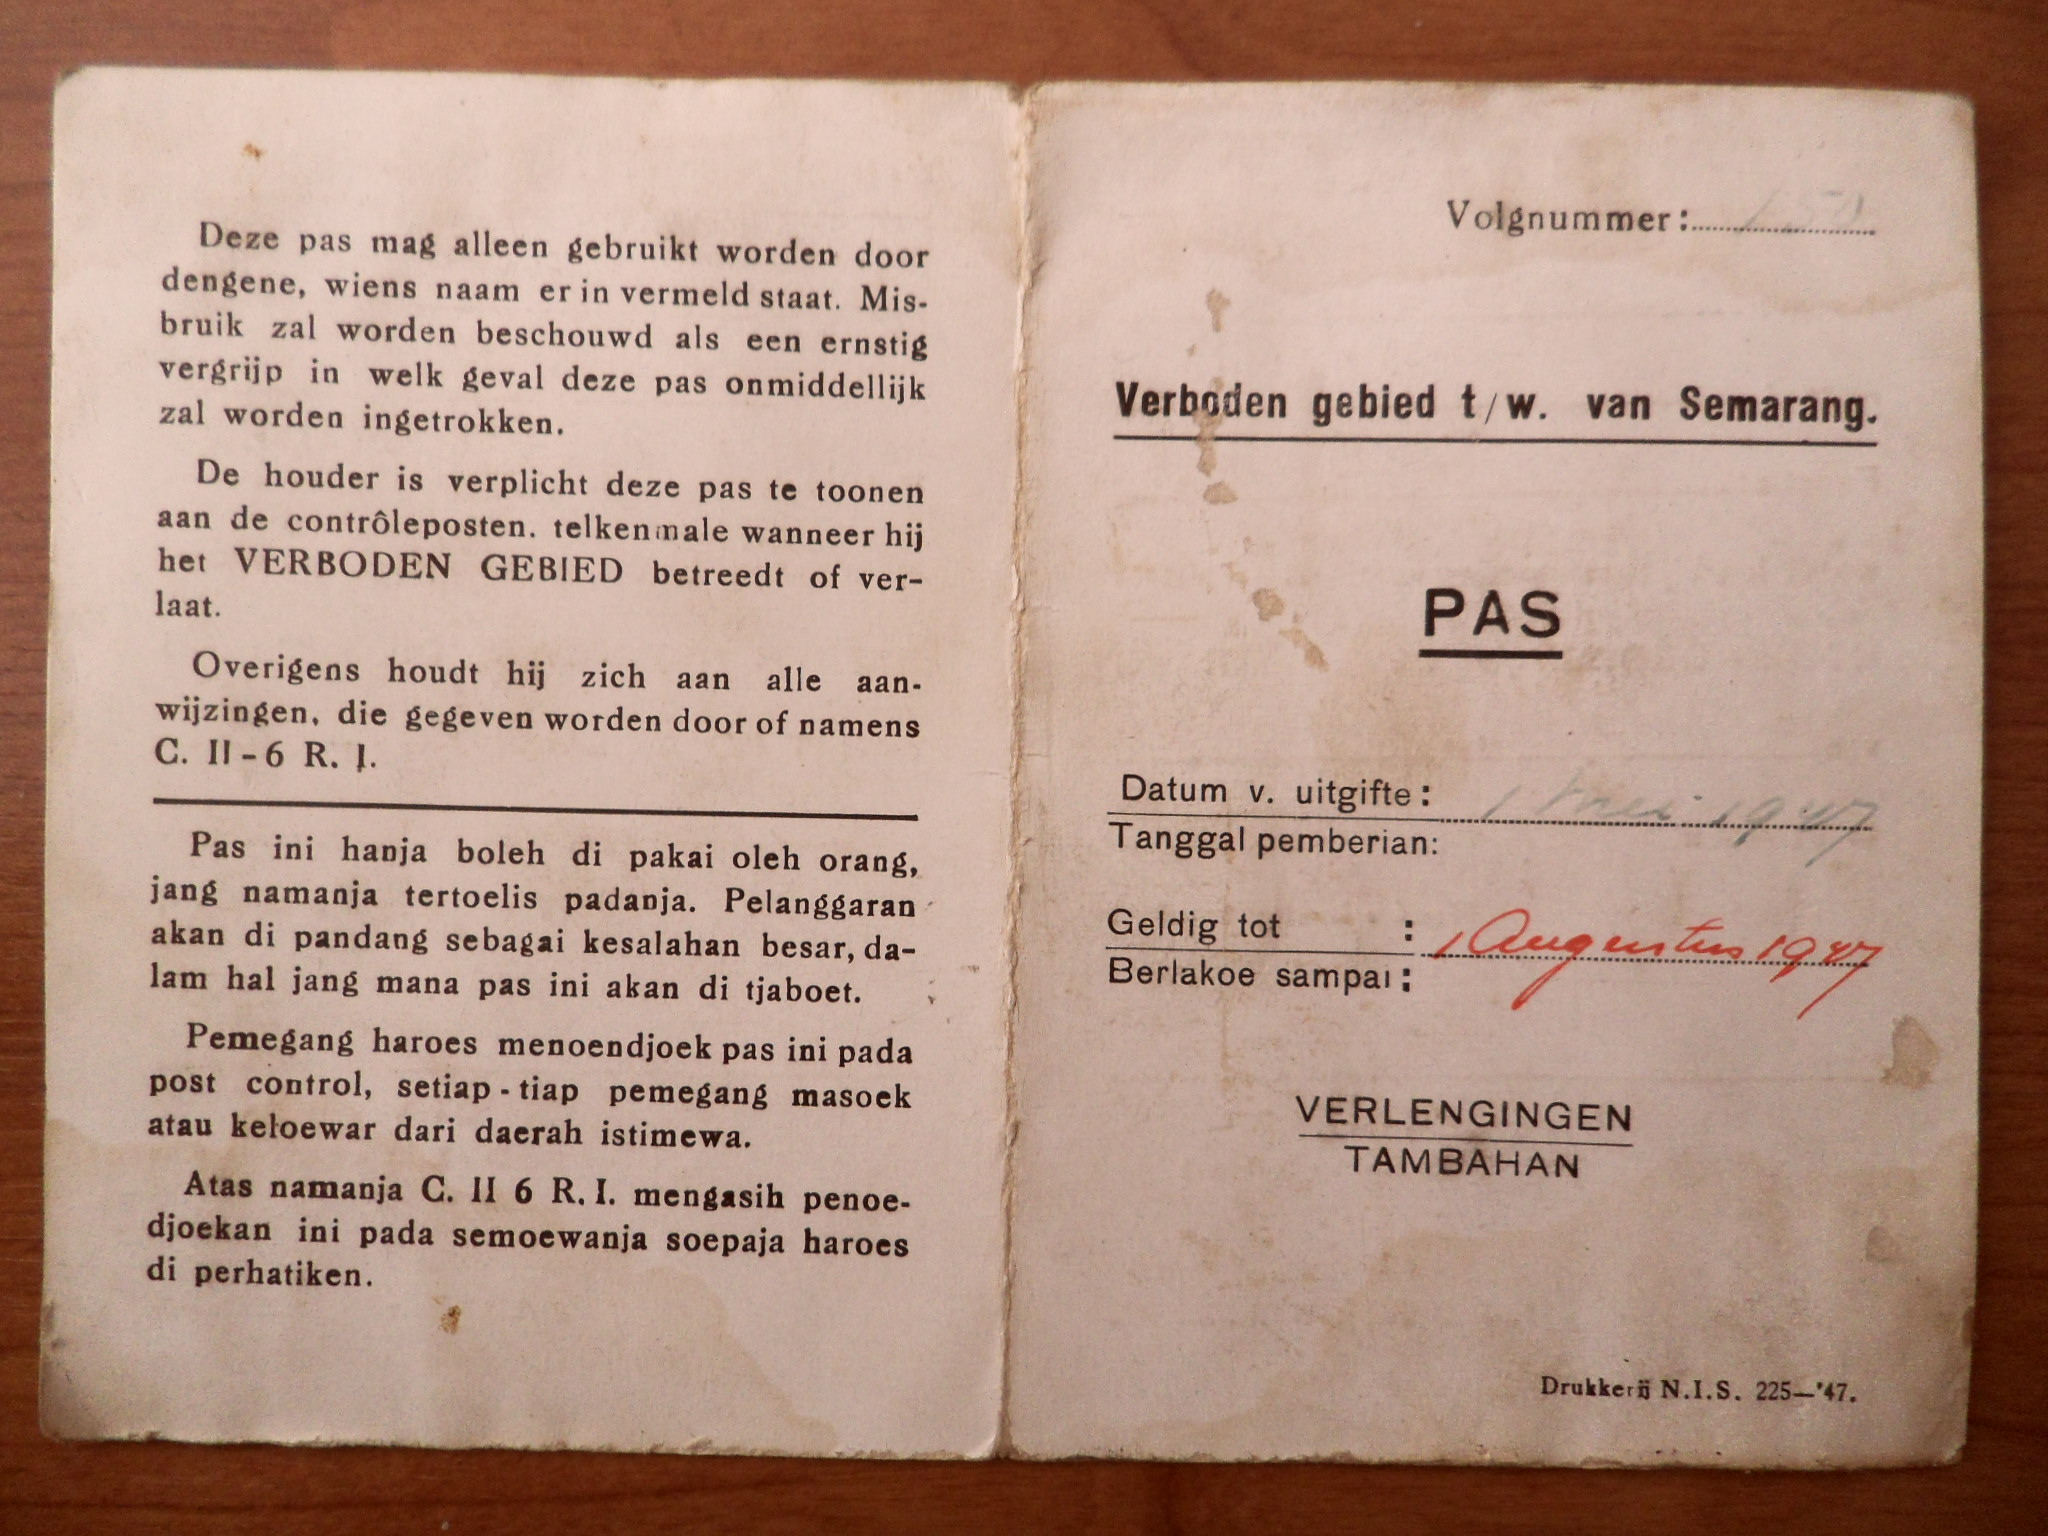 Deze pas mag alleen gebruikt worden door
dengene, wiens naam er in vermeld staat. Mis-
bruik zal worden beschouwd als een ernstig
vergrijp in welk geval deze pas onmiddellijk
zal worden ingetrokken.
De houder is verplicht deze pas te toonen
aan de contrôleposten. telkenmale wanneer hij
het VERBODEN GEBIED betreedt of ver-
laat.
Overigens houdt hij zich aan alle aan-
wijzingen, die gegeven worden door of namens
C. II - 6 R. I.
Pas ini hanja boleh di pakai oleh orang,
jang namanja tertoelis padanja. Pelanggaran
akan di pandang sebagai kesalahan besar, da-
lam hal jang mana pas ini akan di tjaboet.
Pemegang haroes menoendjoek pas ini pada
post control, setiap - tiap pemegang masoek
atau keloewar dari daerah istimewa.
Atas namanja C. II 6 R. I. mengasih penoe-
djoekan ini pada semoewanja soepaja haroes
di perhatiken.
Volgnummer:
Verboden gebied t/w. van Semarang.
PAS
Datum v. uitgifte: 1 Mei 1947
Tanggal pemberian:
Geldig tot : 1 Augustus 1947
Berlakoe sampai :
VERLENGINGEN
TAMBAHAN
Drukkerij N.I.S. 225—'47.